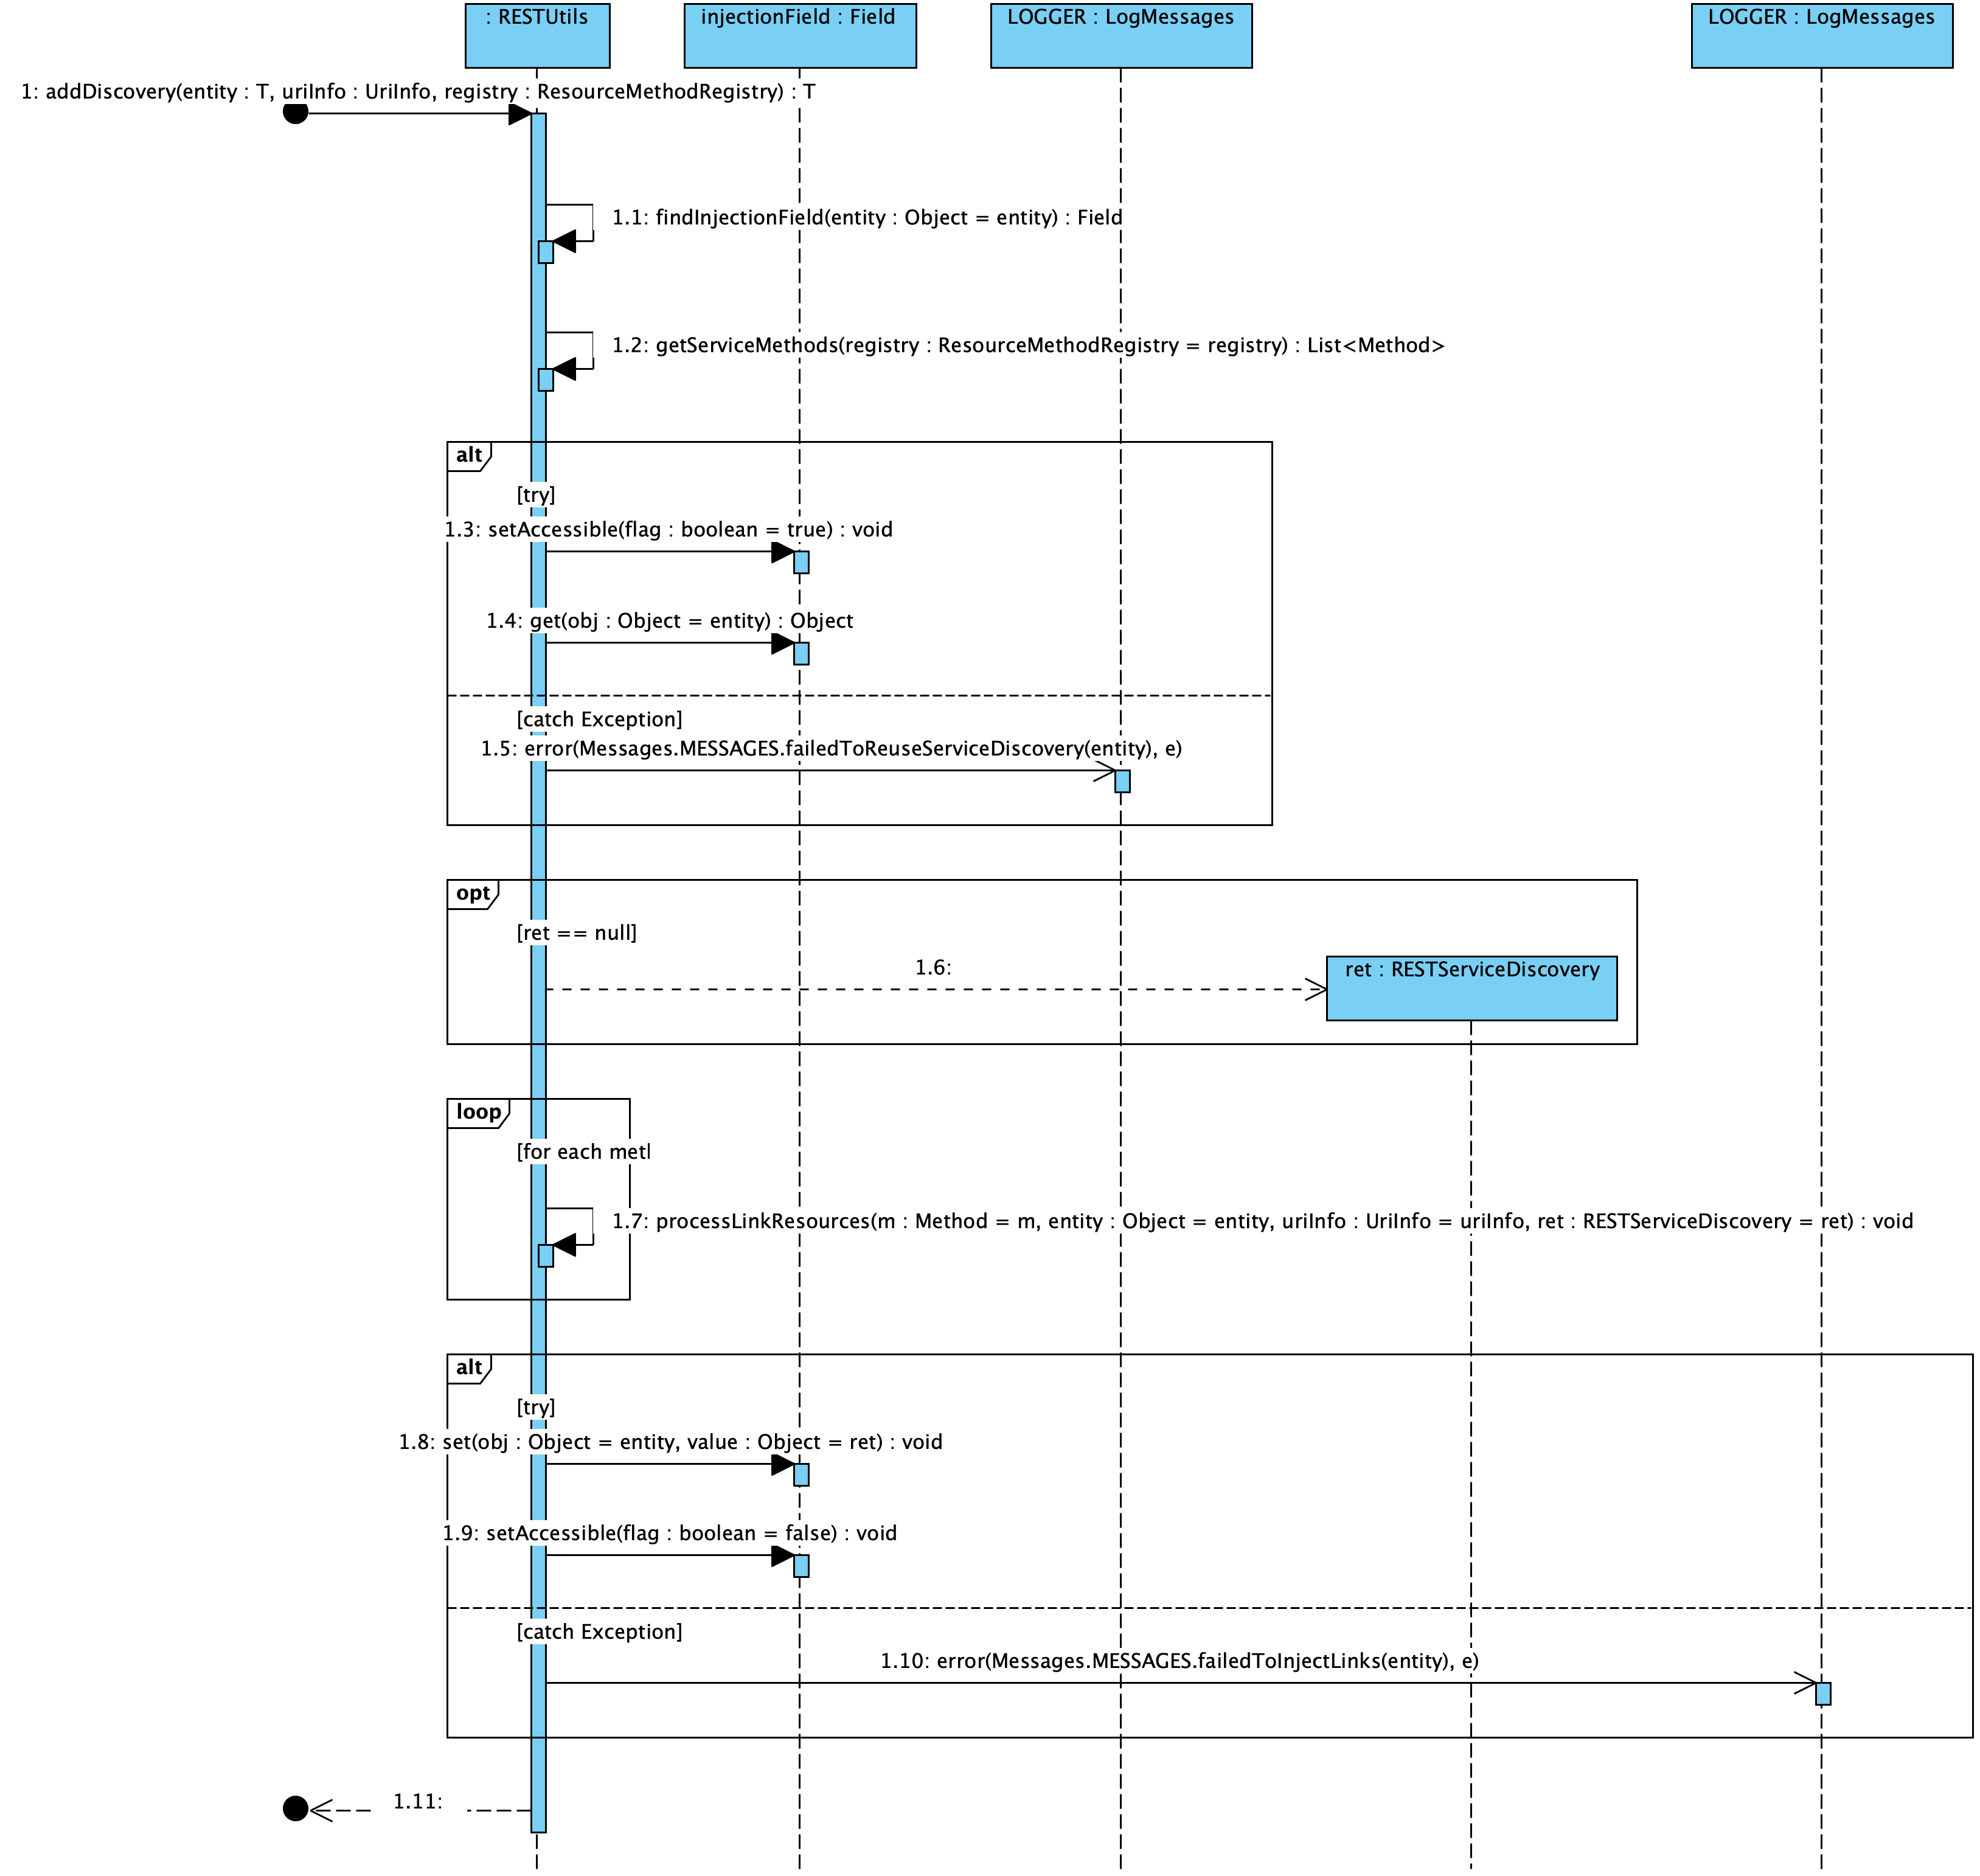 : RESTUtils
injectionField : Field
LOGGER : LogMessages
LOGGER : LogMessages
1: addDiscovery(entity : T, uriInfo : UriInfo, registry : ResourceMethodRegistry) : T
1.1: findInjectionField(entity : Object = entity) : Field
1.2: getServiceMethods(registry : ResourceMethodRegistry = registry) : List<Method>
alt
[try]
1.3: setAccessible(flag : boolean = true) : void
1.4: get(obj : Object = entity) : Object
[catch Exception]
1.5: error(Messages.MESSAGES.failedToReuseServiceDiscovery(entity), e)
opt
[ret == null]
1.6:
ret : RESTServiceDiscovery
loop
[for each
1.7: processLinkResources(m : Method = m, entity : Object = entity, uriInfo : UriInfo = uriInfo, ret : RESTServiceDiscovery = ret) : void
alt
[try]
1.8: set(obj : Object = entity, value : Object = ret) : void
1.9: setAccessible(flag : boolean = false) : void
[catch Exception]
1.10: error(Messages.MESSAGES.failedToInjectLinks(entity), e)
1.11: